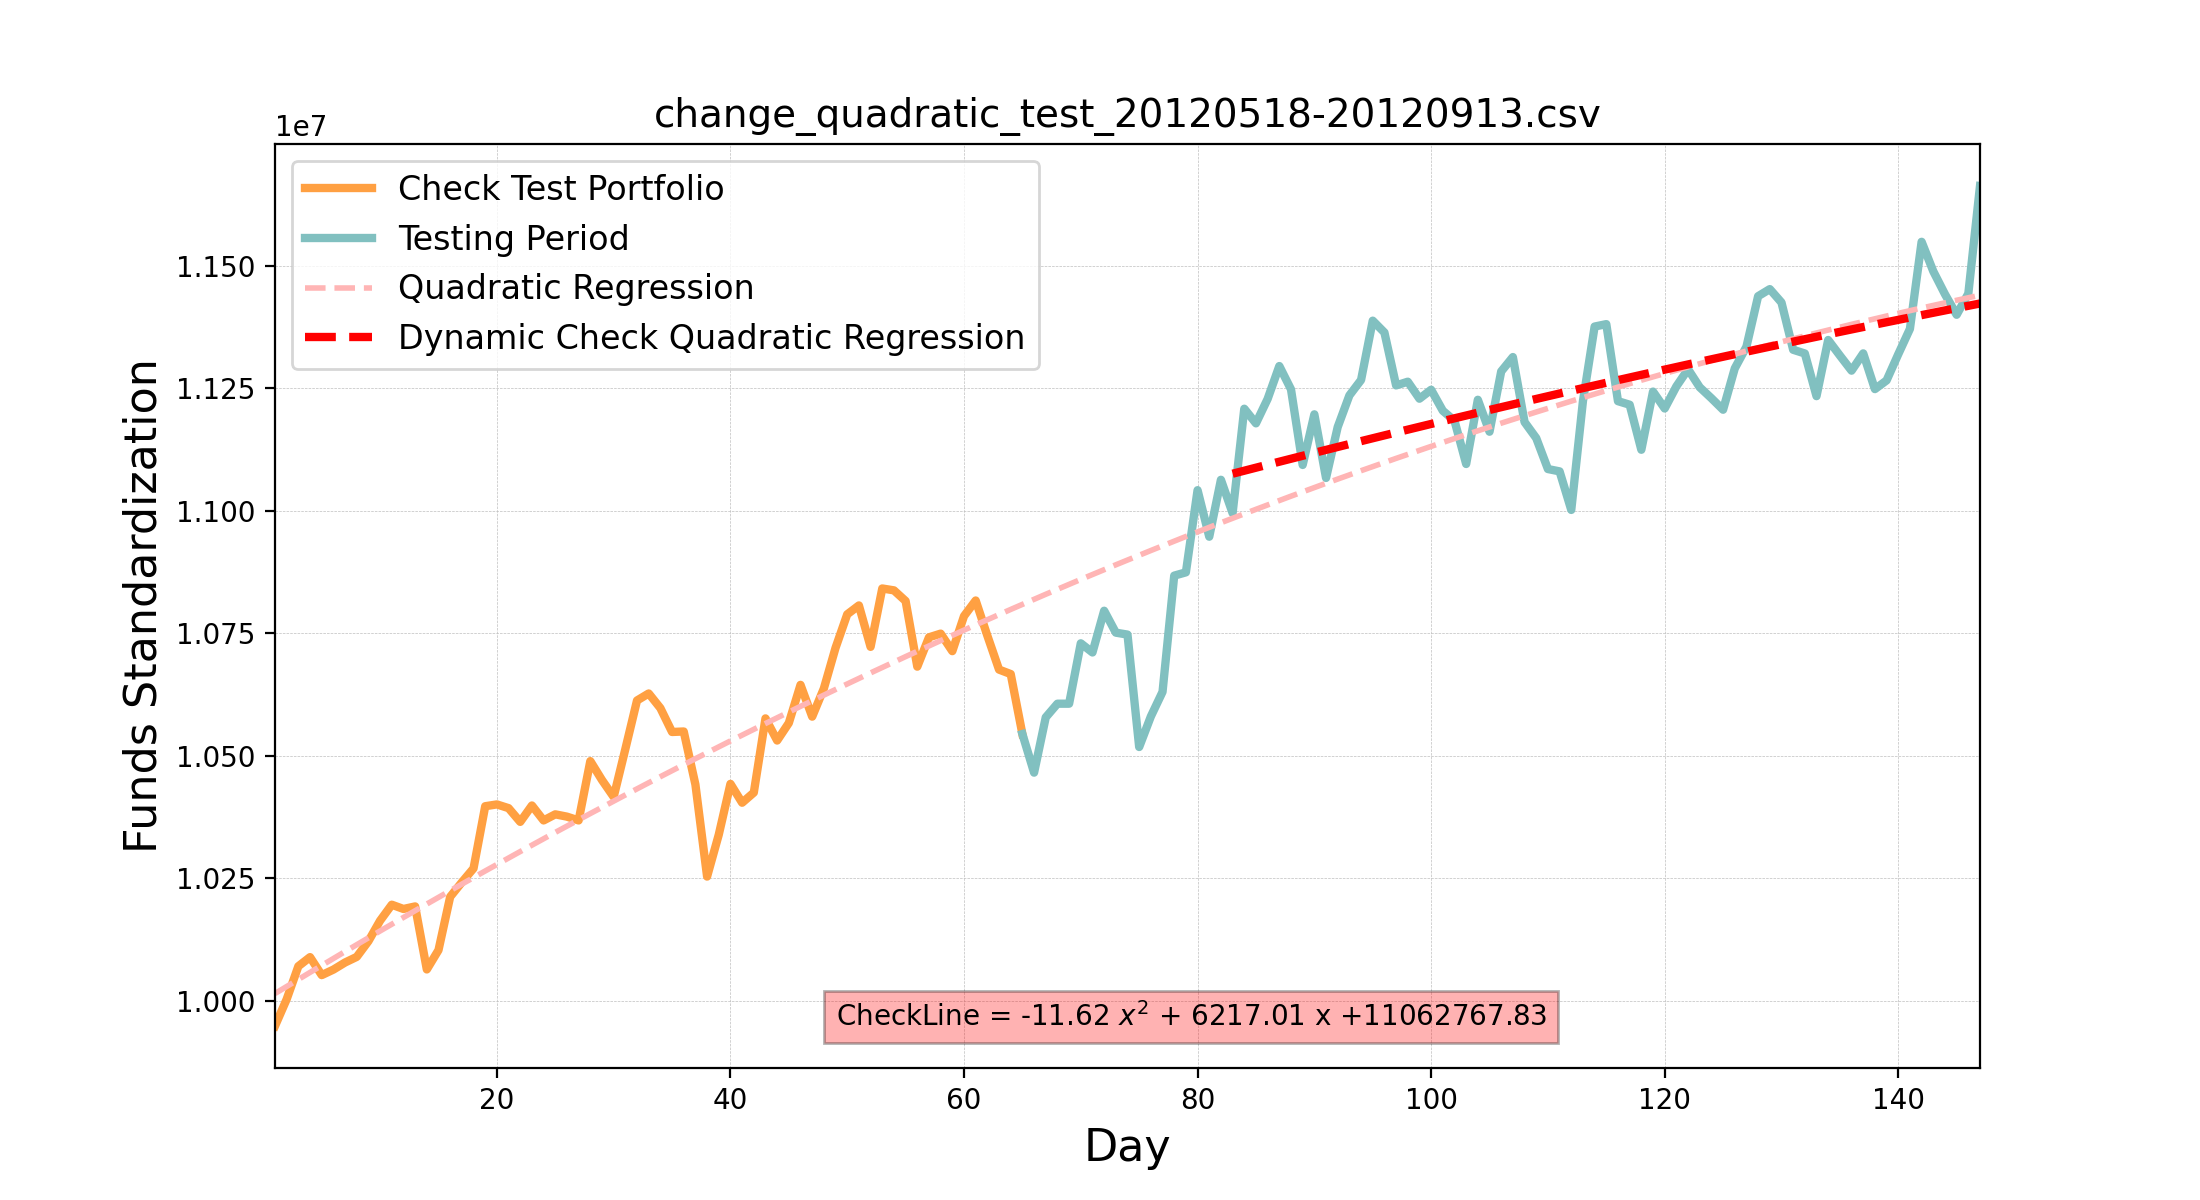 change_quadratic_test_20120518-20120913.csv
1e7
Check Test Portfolio
Testing Period
Quadratic Regression
Dynamic Check Quadratic Regression
1.150
1.125
1.100
1.075
1.050
1.025
1.000
Funds Standardization
CheckLine = -11.62 x² + 6217.01 x +11062767.83
20 40 60 80 100 120 140
Day